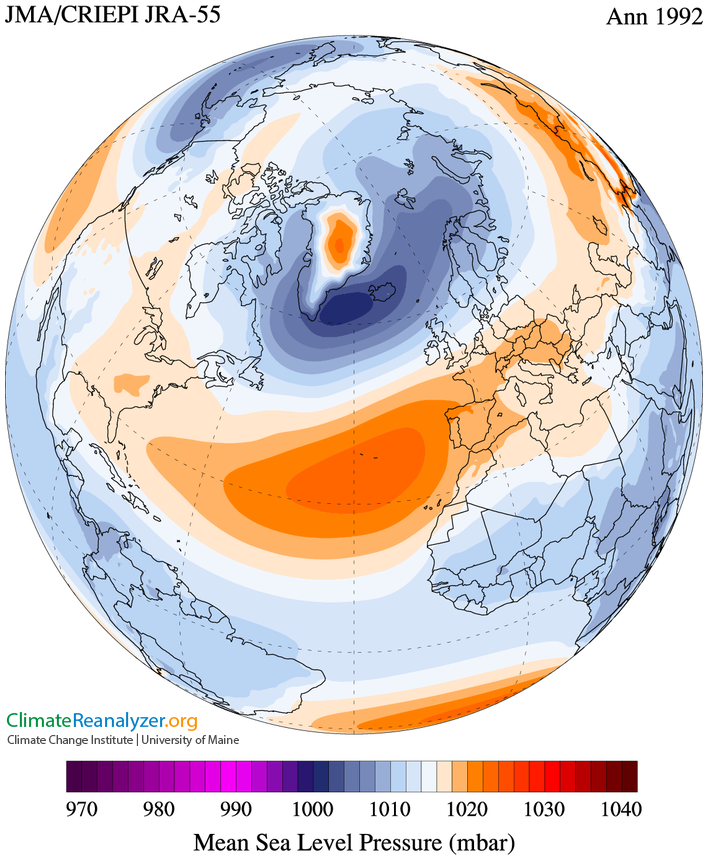 JMA/CRIEPI JRA-55
Ann 1992
ClimateReanalyzer.org
Climate Change Institute | University of Maine
970 980 990 1000 1010 1020 1030 1040
Mean Sea Level Pressure (mbar)